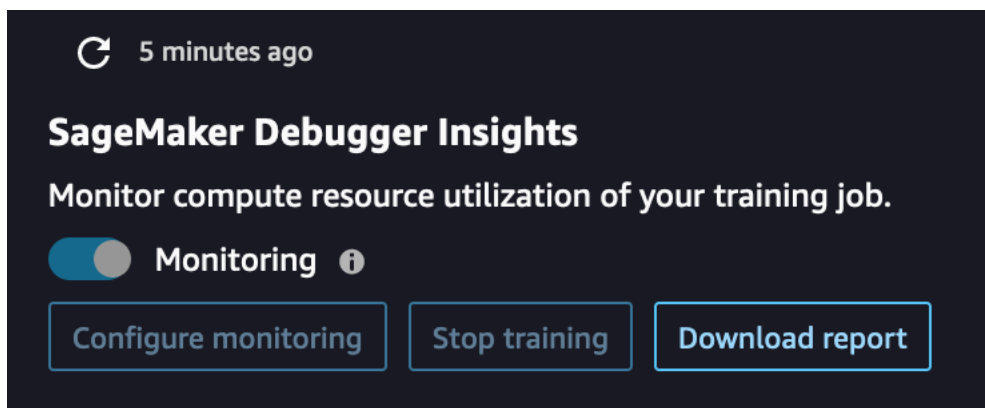 5 minutes ago
SageMaker Debugger Insights
Monitor compute resource utilization of your training job.
Monitoring
Configure monitoring Stop training Download report